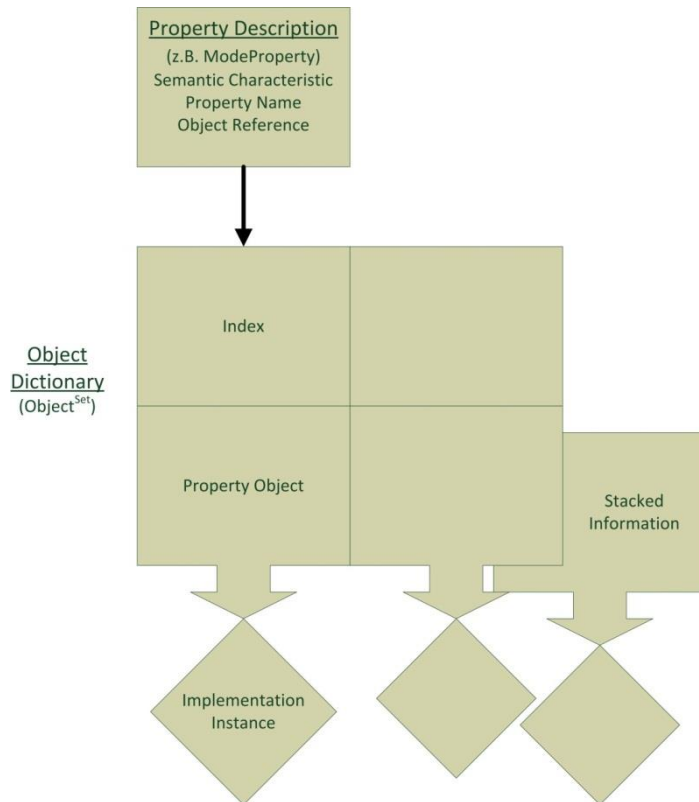 Property Description
(z.B. ModeProperty)
Semantic Characteristic
Property Name
Object Reference
Index
Object
Dictionary
(Object^Set)
Property Object
Stacked
Information
Implementation
Instance